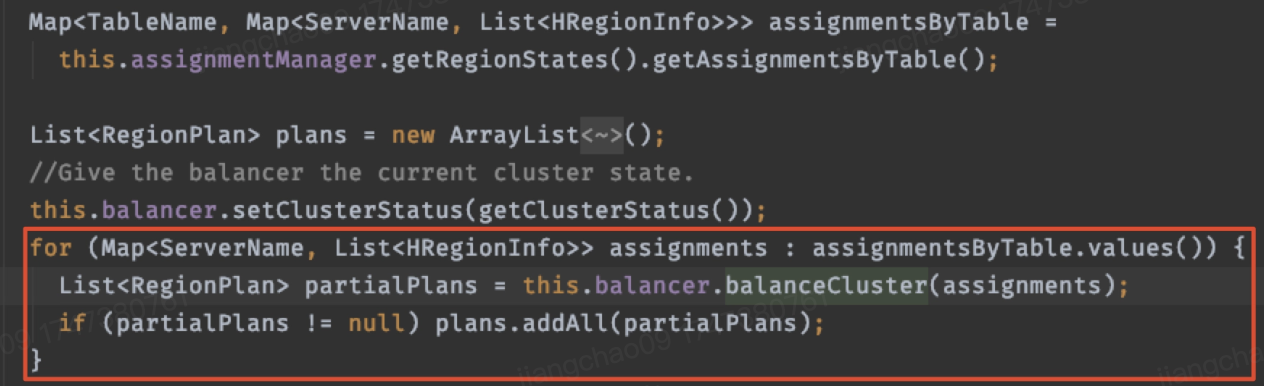 Map<TableName, Map<ServerName, List<HRegionInfo>>> assignmentsByTable =
this.assignmentManager.getRegionStates().getAssignmentsByTable();
List<RegionPlan> plans = new ArrayList<~>();
//Give the balancer the current cluster state.
this.balancer.setClusterStatus(getClusterStatus());
for (Map<ServerName, List<HRegionInfo>> assignments : assignmentsByTable.values()) {
List<RegionPlan> partialPlans = this.balancer.balanceCluster(assignments);
if (partialPlans != null) plans.addAll(partialPlans);
}